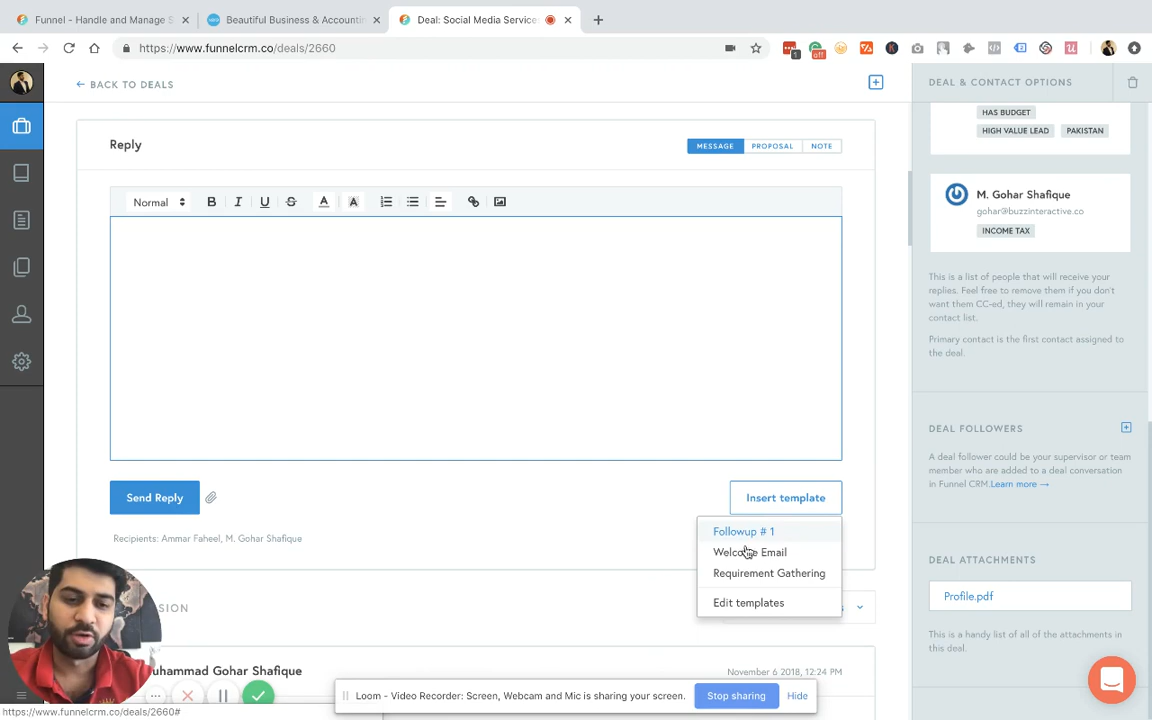 Funnel - Handle and Manage S
Beautiful Business & Accountin
Deal: Social Media Service
https://www.funnelcrm.co/deals/2660
1
off
BACK TO DEALS
DEAL & CONTACT OPTIONS
HAS BUDGET
HIGH VALUE LEAD
PAKISTAN
Reply
MESSAGE
PROPOSAL
NOTE
Normal
B I U S A A
M. Gohar Shafique
gohar@buzzinteractive.co
INCOME TAX
This is a list of people that will receive your
replies. Feel free to remove them if you don't
want them CC-ed, they will remain in your
contact list.
Primary contact is the first contact assigned to
the deal.
DEAL FOLLOWERS
A deal follower could be your supervisor or team
member who are added to a deal conversation
in Funnel CRM.Learn more →
Send Reply
Insert template
Followup # 1
Welcome Email
Requirement Gathering
Edit templates
Recipients: Ammar Faheel, M. Gohar Shafique
DEAL ATTACHMENTS
Profile.pdf
This is a handy list of all of the attachments in
this deal.
SSION
s
uhammad Gohar Shafique
November 6 2018, 12:24 PM
Loom - Video Recorder: Screen, Webcam and Mic is sharing your screen.
Stop sharing
Hide
https://www.funnelcrm.co/deals/2660#